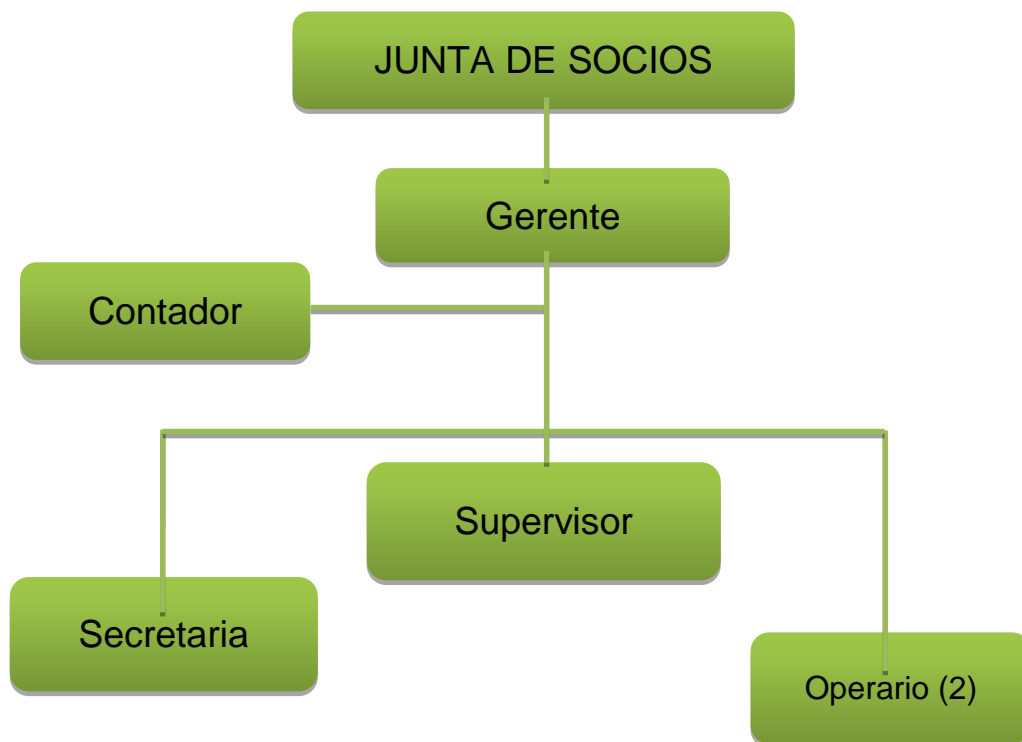 JUNTA DE SOCIOS
Gerente
Contador
Supervisor
Secretaria
Operario (2)